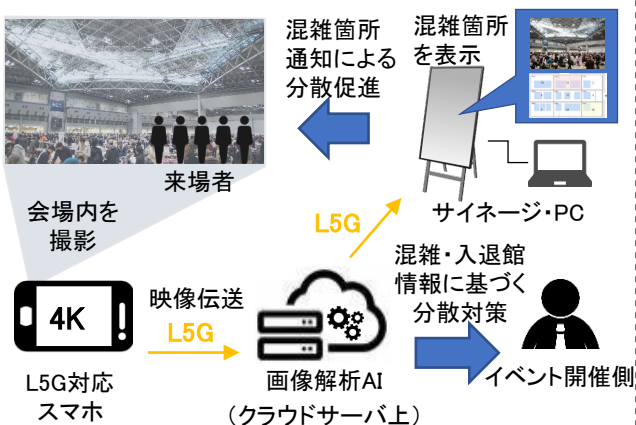 混雑箇所
通知による
分散促進
混雑箇所
を表示
来場者
会場内を
撮影
L5G
サイネージ・PC
4K
映像伝送
L5G
混雑・入退館
情報に基づく
分散対策
L5G対応
スマホ
画像解析AI
(クラウドサーバ上)
イベント開催側